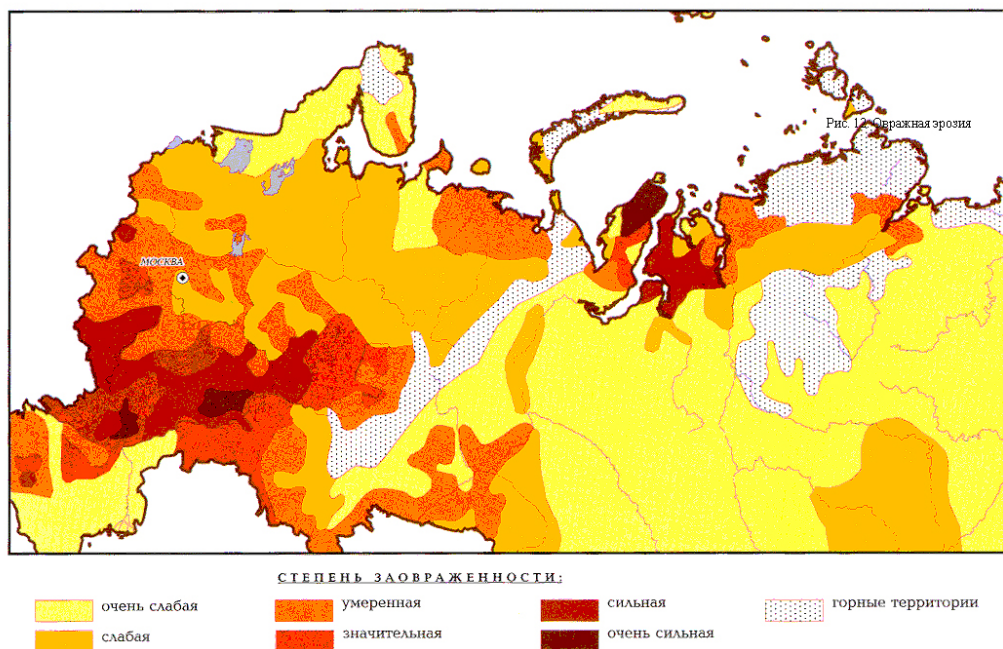 Рис. 12. Овражная эрозия
МОСКВА
СТЕПЕНЬ ЗАОВРАЖЕННОСТИ:
очень слабая
умеренная
сильная
горные территории
слабая
значительная
очень сильная